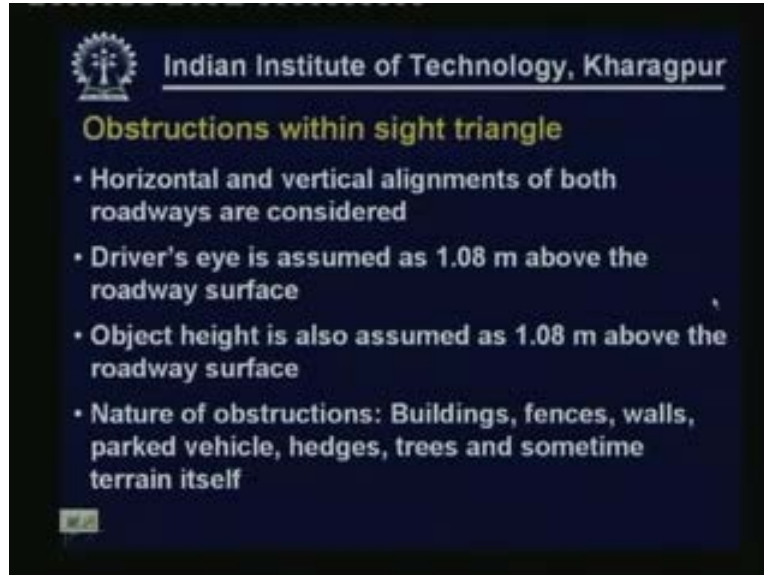 Indian Institute of Technology, Kharagpur
Obstructions within sight triangle
• Horizontal and vertical alignments of both
roadways are considered
• Driver's eye is assumed as 1.08 m above the
roadway surface
• Object height is also assumed as 1.08 m above the
roadway surface
• Nature of obstructions: Buildings, fences, walls,
parked vehicle, hedges, trees and sometime
terrain itself